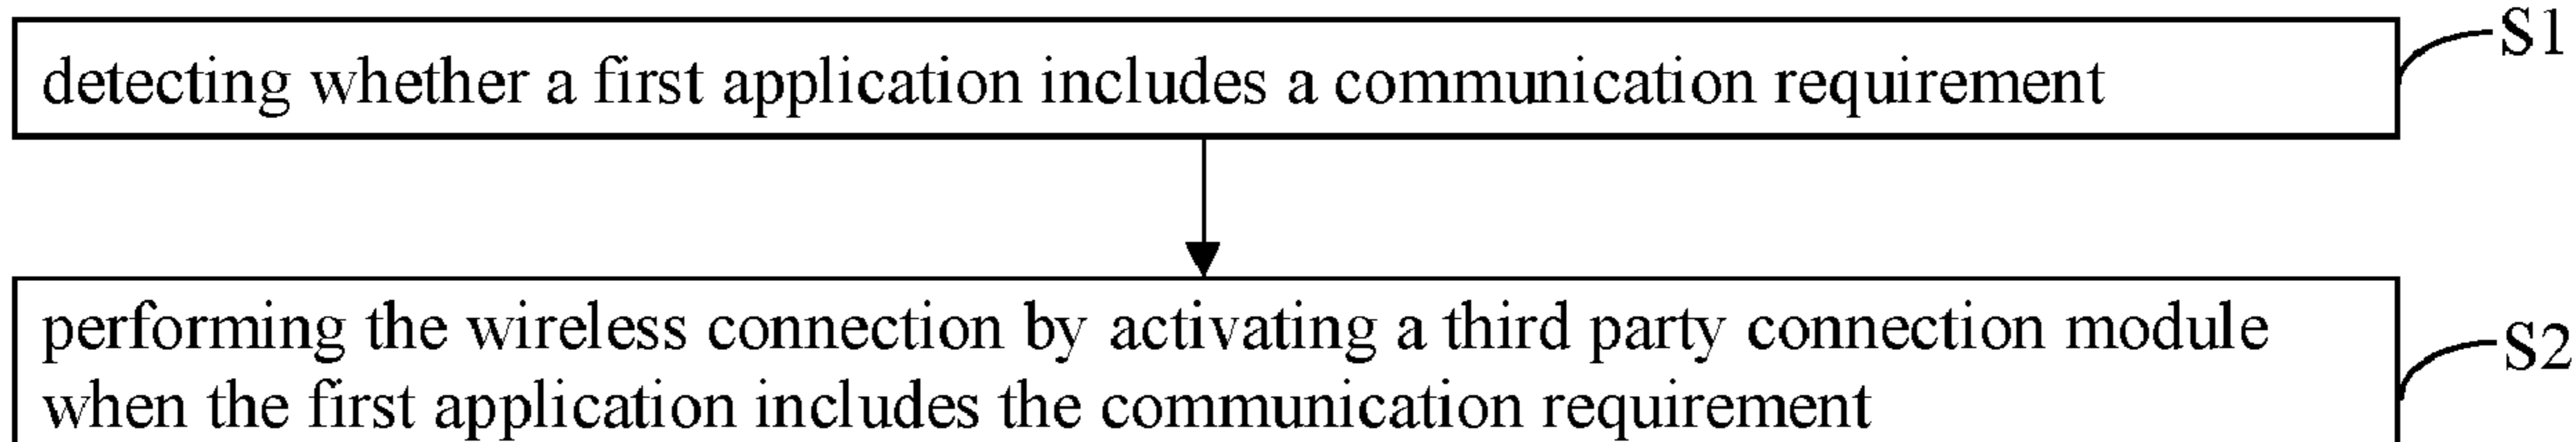 detecting whether a first application includes a communication requirement
S1
performing the wireless connection by activating a third party connection module
when the first application includes the communication requirement
S2